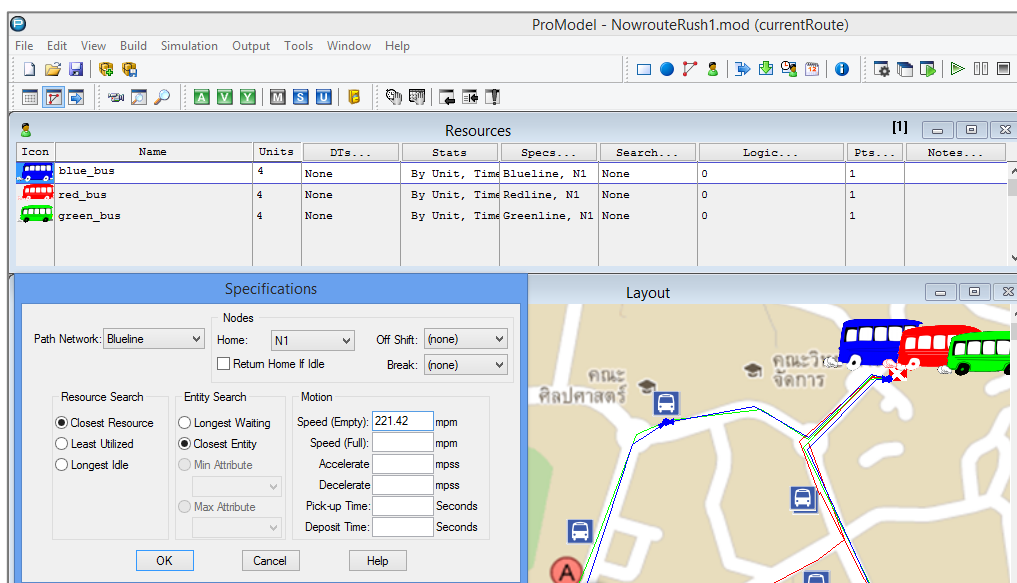 ProModel - NowrouteRush1.mod (currentRoute)
File Edit View Build Simulation Output Tools Window Help
A V Y M S U
Resources [1]
Icon Name Units DTs... Stats Specs... Search... Logic... Pts... Notes...
blue_bus 4 None By Unit, Time Blueline, N1 None 0 1
red_bus 4 None By Unit, Time Redline, N1 None 0 1
green_bus 4 None By Unit, Time Greenline, N1 None 0 1
Specifications
Path Network: Blueline
Nodes
Home: N1
Return Home If Idle
Off Shift: (none)
Break: (none)
Resource Search
Closest Resource
Least Utilized
Longest Idle
Entity Search
Longest Waiting
Closest Entity
Min Attribute
Max Attribute
Motion
Speed (Empty): 221.42 mpm
Speed (Full): mpm
Accelerate mpss
Decelerate mpss
Pick-up Time: Seconds
Deposit Time: Seconds
OK Cancel Help
Layout
คณะ
ศิลปศาสตร์
จัดการ
A